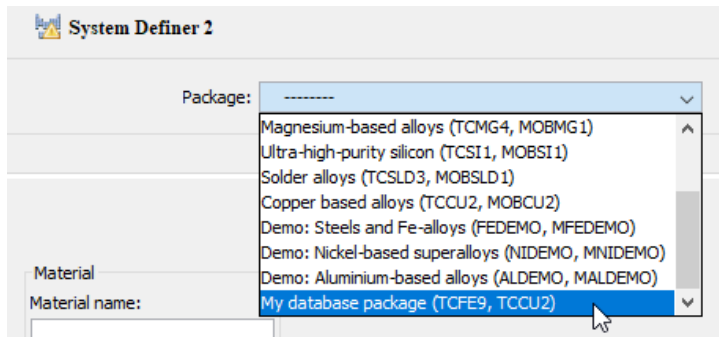 System Definer 2
Package: --------
Magnesium-based alloys (TCMG4, MOBMG1)
Ultra-high-purity silicon (TCSI1, MOBSI1)
Solder alloys (TCSLD3, MOBSLD1)
Copper based alloys (TCCU2, MOBCU2)
Demo: Steels and Fe-alloys (FEDEMO, MFEDEMO)
Demo: Nickel-based superalloys (NIDEMO, MNIDEMO)
Demo: Aluminium-based alloys (ALDEMO, MALDEMO)
My database package (TCFE9, TCCU2)
Material
Material name: